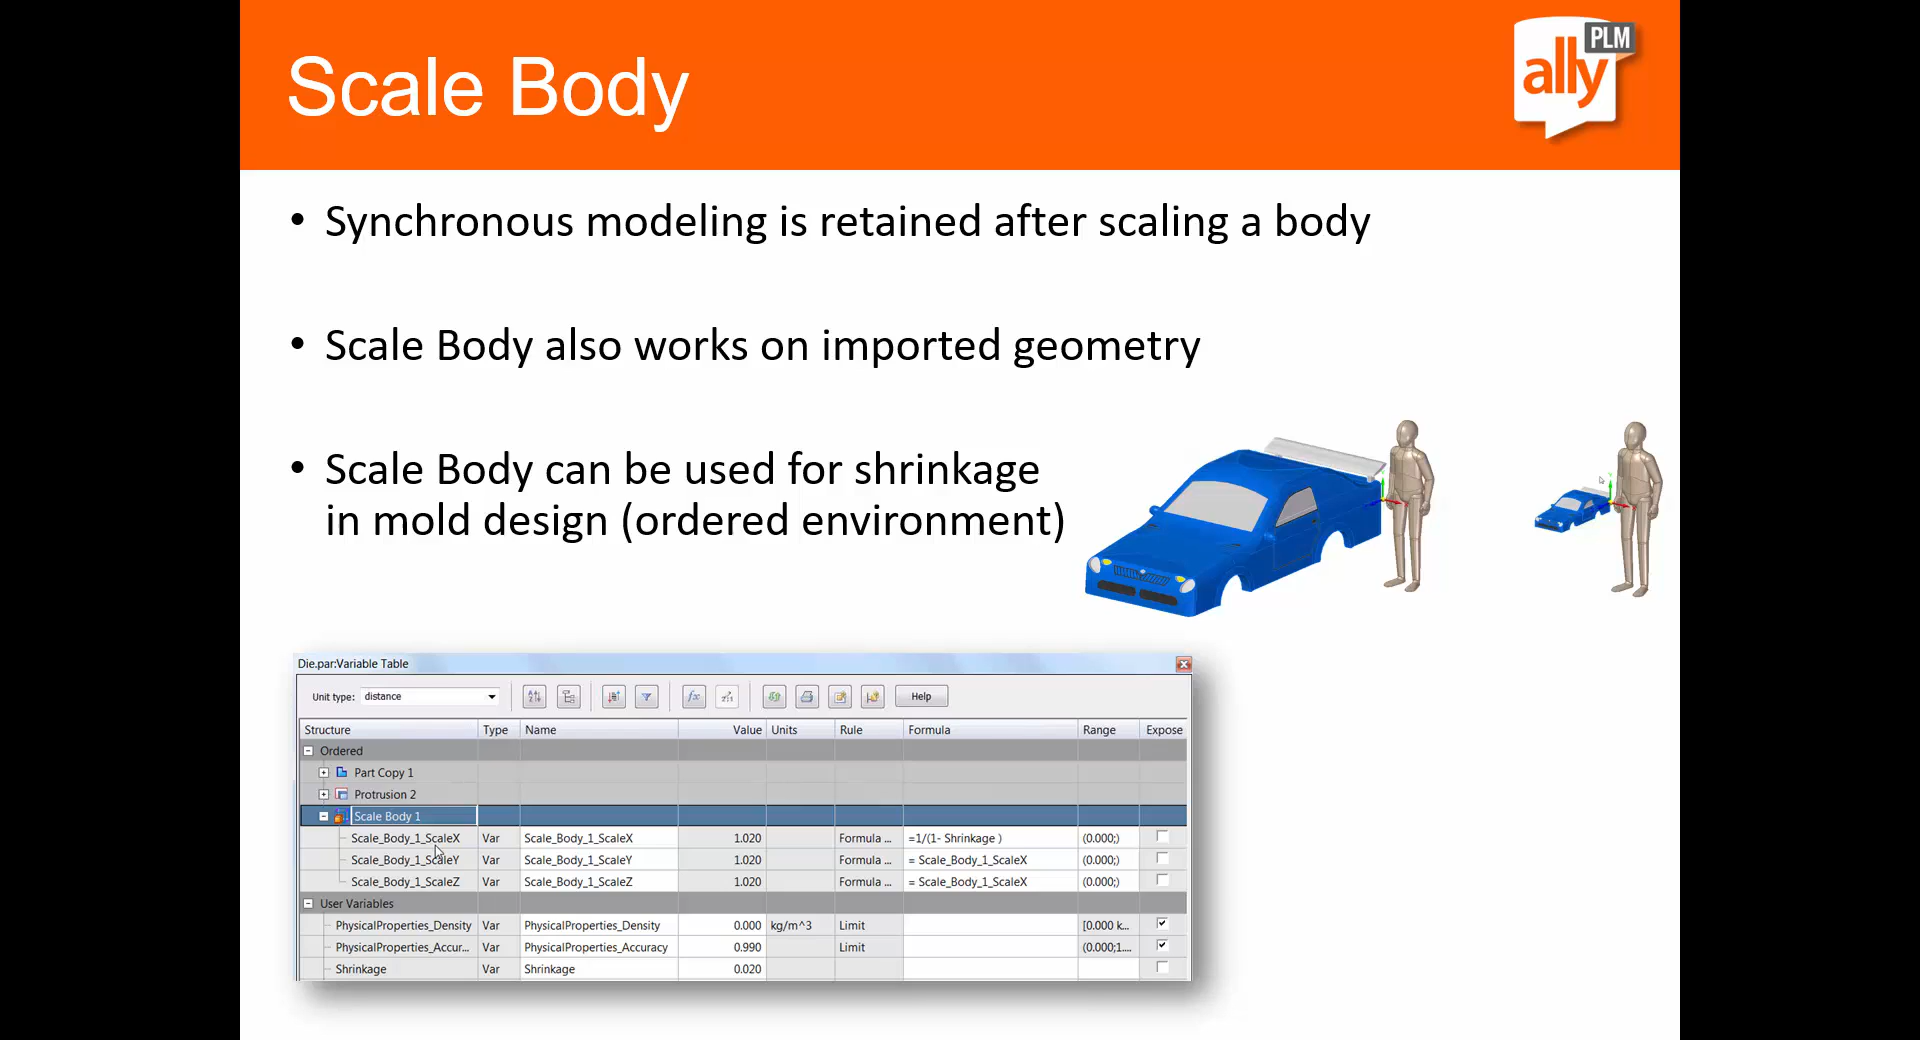 Scale Body
PLM
ally
• Synchronous modeling is retained after scaling a body
• Scale Body also works on imported geometry
• Scale Body can be used for shrinkage
in mold design (ordered environment)
Die.par:Variable Table
Unit type: distance Help
Structure Type Name Value Units Rule Formula Range Expose
Ordered
Part Copy 1
Protrusion 2
Scale Body 1
Scale_Body_1_ScaleX Var Scale_Body_1_ScaleX 1.020 Formula ... =1/(1- Shrinkage ) (0.000;)
Scale_Body_1_ScaleY Var Scale_Body_1_ScaleY 1.020 Formula ... = Scale_Body_1_ScaleX (0.000;)
Scale_Body_1_ScaleZ Var Scale_Body_1_ScaleZ 1.020 Formula ... = Scale_Body_1_ScaleX (0.000;)
User Variables
PhysicalProperties_Density Var PhysicalProperties_Density 0.000 kg/m^3 Limit [0.000 k...
PhysicalProperties_Accur... Var PhysicalProperties_Accuracy 0.990 Limit (0.000;1....
Shrinkage Var Shrinkage 0.020